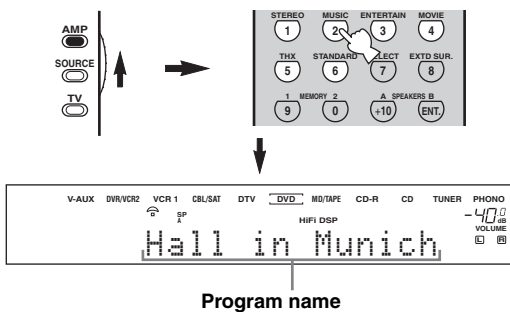 AMP
SOURCE
TV
STEREO MUSIC ENTERTAIN MOVIE
1 2 3 4
THX STANDARD SELECT EXTD SUR.
5 6 7 8
1 MEMORY 2 A SPEAKERS B
9 0 +10 ENT.
V-AUX DVR/VCR2 VCR 1 CBL/SAT DTV DVD MD/TAPE CD-R CD TUNER PHONO
SP
A
HiFi DSP
-40.0 dB
VOLUME
L R
Hall in Munich
Program name